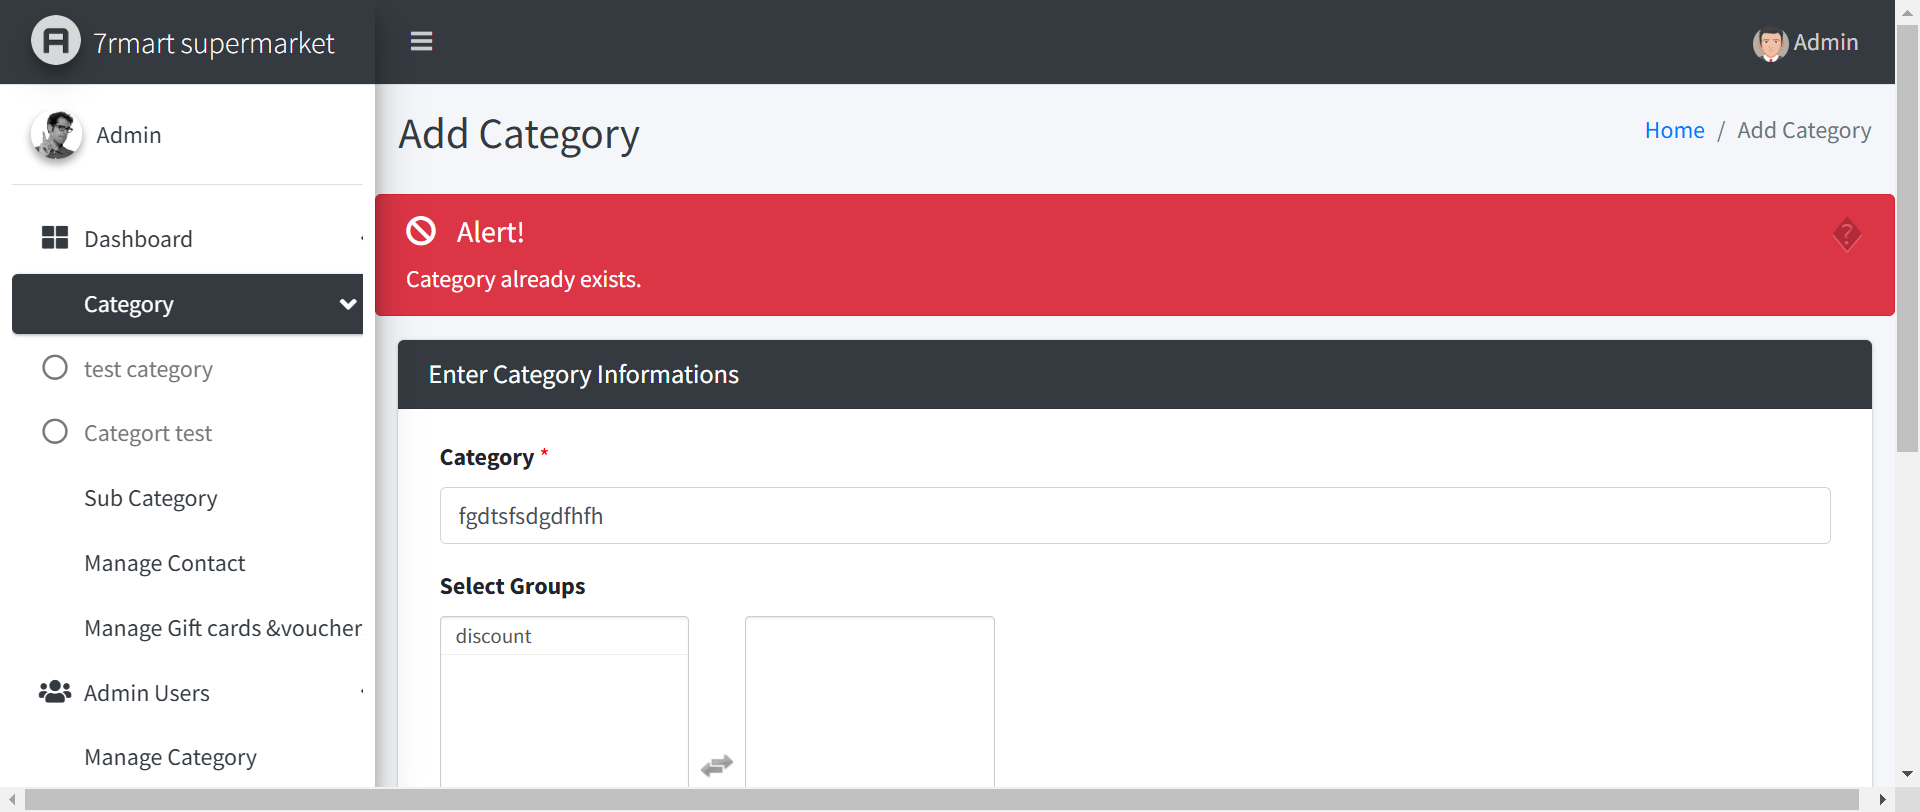 7rmart supermarket
Admin
Admin
Add Category
Home / Add Category
Alert!
Category already exists.
Dashboard
Category
test category
Categort test
Sub Category
Manage Contact
Manage Gift cards &voucher
Admin Users
Manage Category
Enter Category Informations
Category *
fgdtsfsdgdfhfh
Select Groups
discount